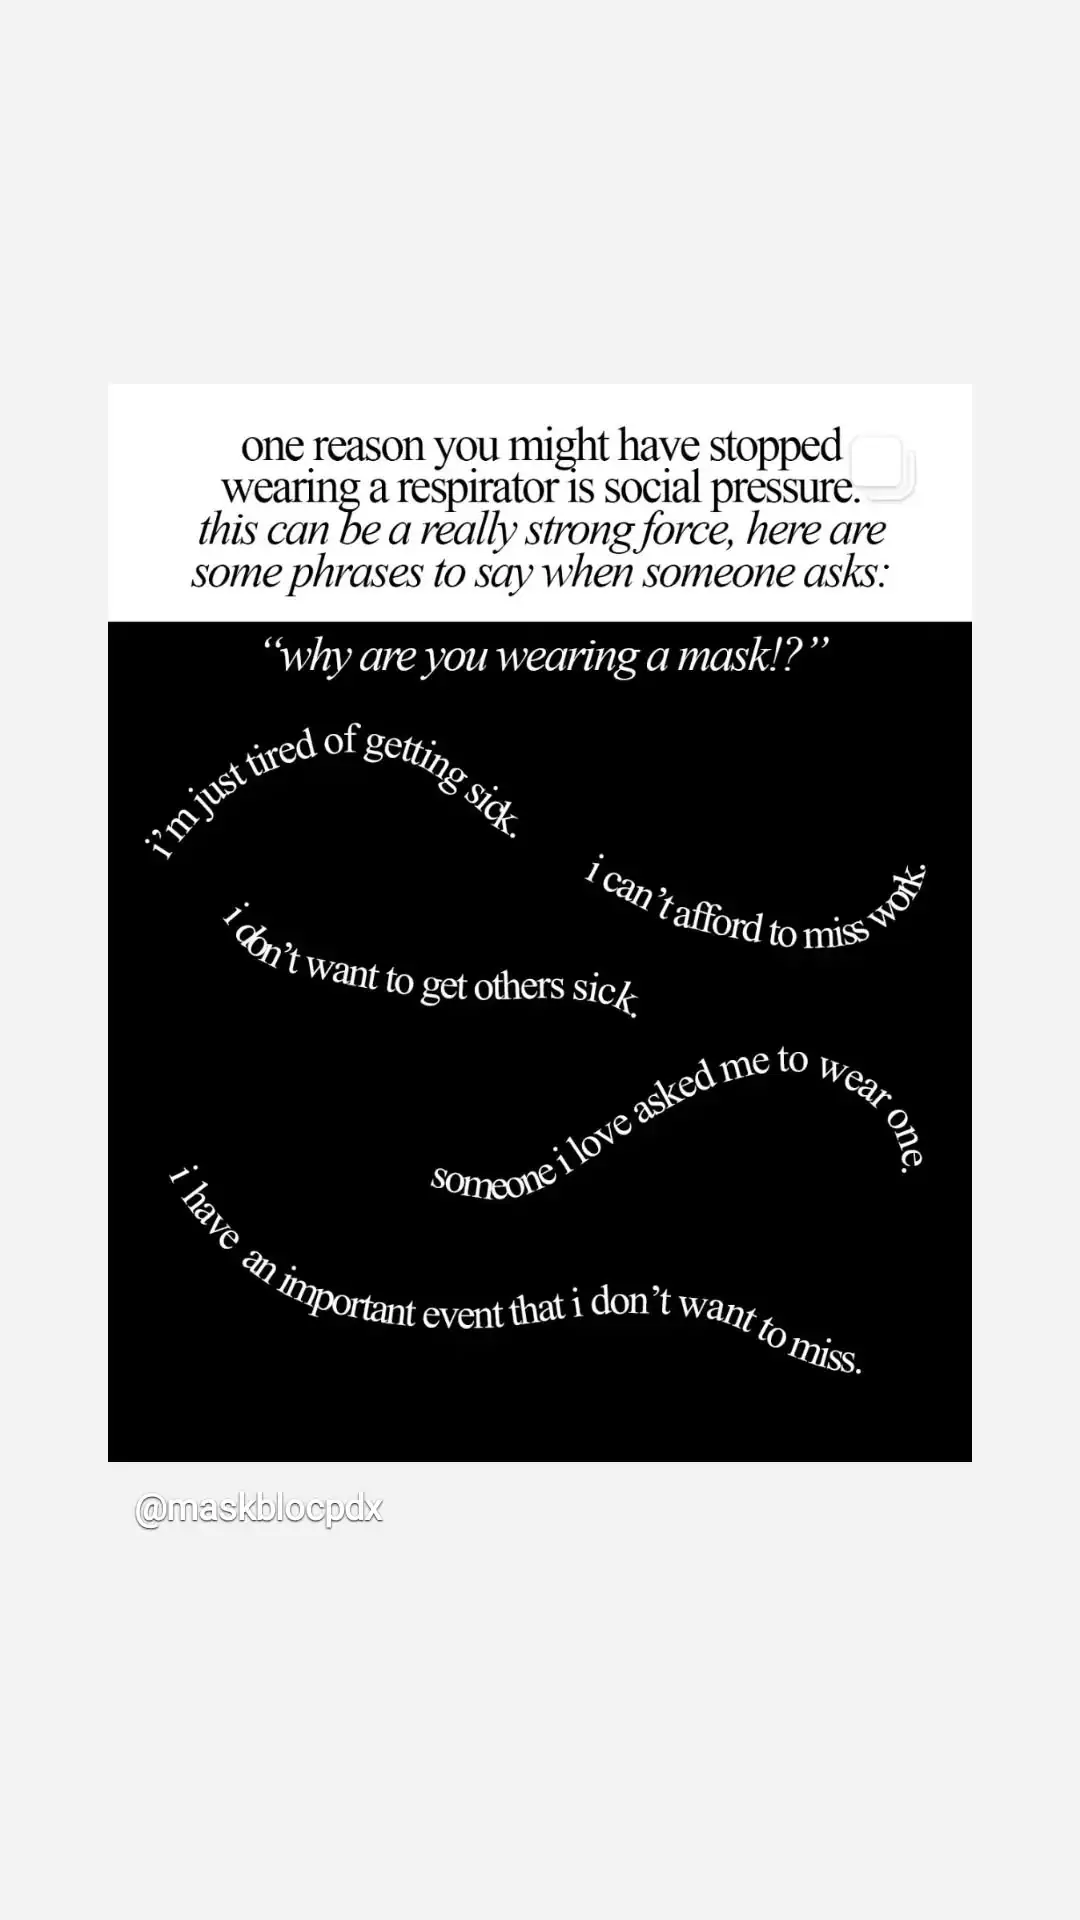 one reason you might have stopped
wearing a respirator is social pressure.
this can be a really strong force, here are
some phrases to say when someone asks:
“why are you wearing a mask!?”
i’m just tired of getting sick.
i can’t afford to miss work.
i don’t want to get others sick.
someone i love asked me to wear one.
i have an important event that i don’t want to miss.
@maskblocpdx